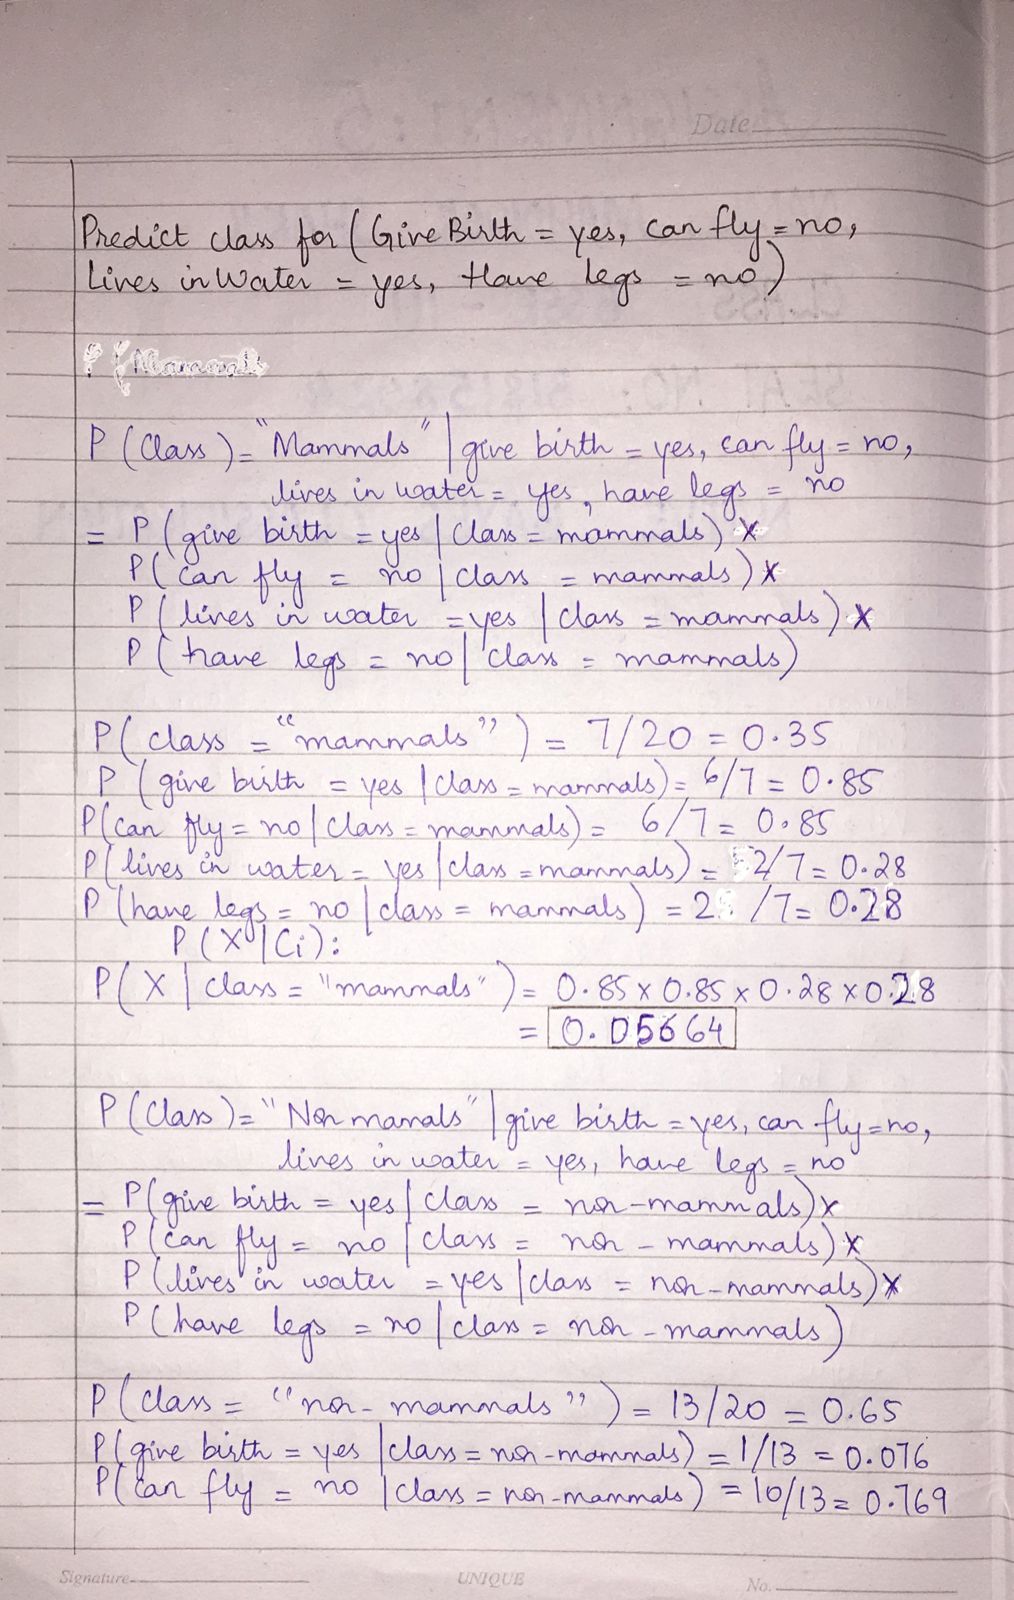 Date
Predict class for (Give Birth = yes, can fly = no,
Lives in Water = yes, Have legs = no)
P (Mammals
P (Class) = "Mammals" | give birth = yes, can fly = no,
lives in water = yes, have legs = no
= P (give birth = yes | Class = mammals) x
P( can fly = no | class = mammals) x
P ( lives in water = yes | class = mammals) x
P ( have legs = no | class = mammals)
P( class = "mammals" ) = 7/20 = 0.35
P (give birth = yes | class = mammals) = 6/7 = 0.85
P(can fly = no | class = mammals) = 6/7 = 0.85
P( lives in water = yes | class = mammals) = 2/7 = 0.28
P (have legs = no | class = mammals) = 2 /7 = 0.28
P(X | Ci):
P( X | class = "mammals" ) = 0.85 x 0.85 x 0.28 x 0.28
= 0.05664
P(Class) = "Non mamals" | give birth = yes, can fly = no,
lives in water = yes, have legs = no
= P(give birth = yes | class = non-mammals) x
P (can fly = no | class = non - mammals) x
P (lives in water = yes | class = non-mammals) x
P (have legs = no | class = non - mammals)
P (class = "non- mammals" ) = 13/20 = 0.65
P(give birth = yes | class = non-mammals) = 1/13 = 0.076
P(can fly = no | class = non-mammals) = 10/13 = 0.769
Signature
UNIQUE
No.